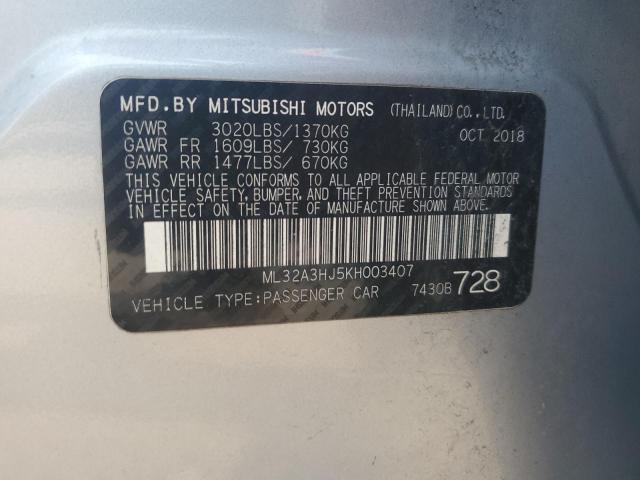 MFD.BY MITSUBISHI MOTORS (THAILAND)CO.,LTD.
GVWR 3020LBS/1370KG OCT 2018
GAWR FR 1609LBS/ 730KG
GAWR RR 1477LBS/ 670KG
THIS VEHICLE CONFORMS TO ALL APPLICABLE FEDERAL MOTOR
VEHICLE SAFETY, BUMPER, AND THEFT PREVENTION STANDARDS
IN EFFECT ON THE DATE OF MANUFACTURE SHOWN ABOVE.
ML32A3HJ5KH003407
VEHICLE TYPE:PASSENGER CAR 7430B 728